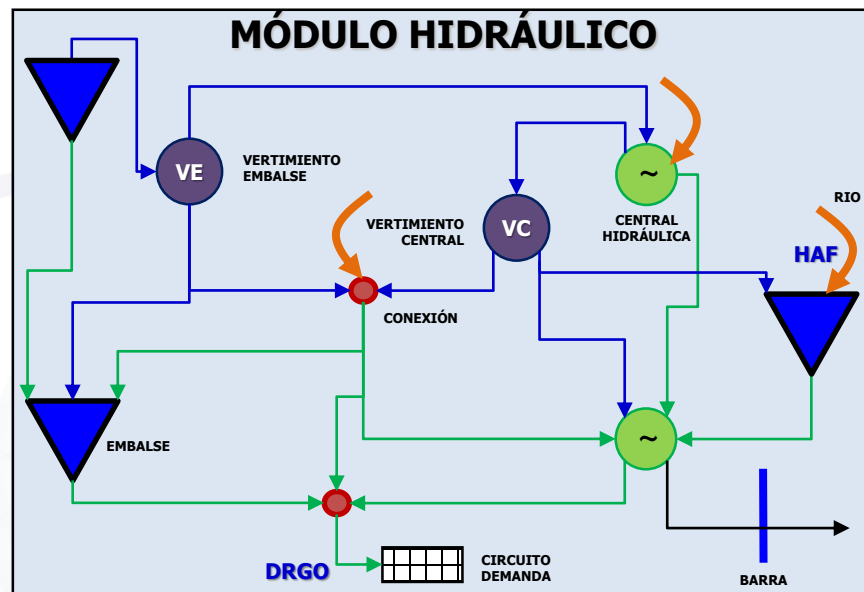 MÓDULO HIDRÁULICO
VE
VERTIMIENTO
EMBALSE
~
CENTRAL
HIDRÁULICA
RIO
VERTIMIENTO
CENTRAL
VC
HAF
CONEXIÓN
EMBALSE
~
DRGO
CIRCUITO
DEMANDA
BARRA